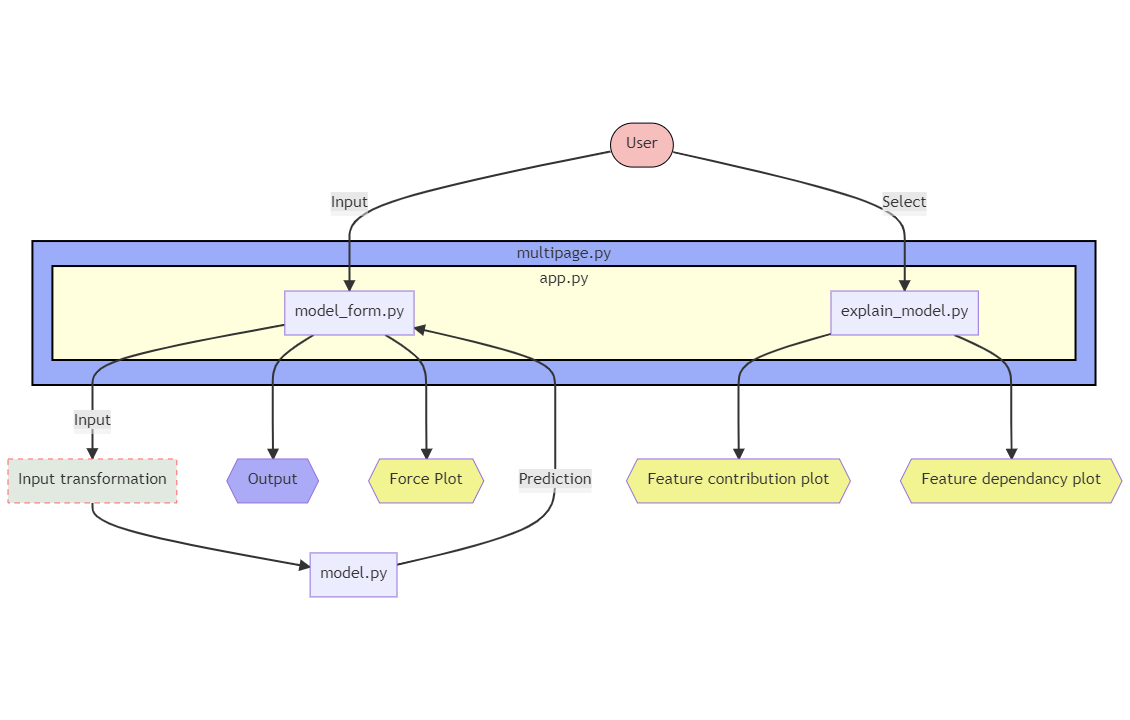 User
Input
Select
multipage.py
app.py
model_form.py
explain_model.py
Input
Input transformation
Output
Force Plot
Prediction
Feature contribution plot
Feature dependancy plot
model.py